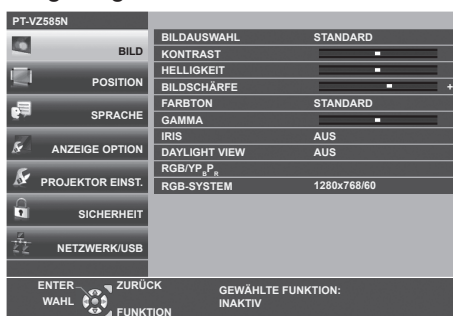 PT-VZ585N
BILD
POSITION
SPRACHE
ANZEIGE OPTION
PROJEKTOR EINST.
SICHERHEIT
NETZWERK/USB
BILDAUSWAHL STANDARD
KONTRAST
HELLIGKEIT
BILDSCHÄRFE +
FARBTON STANDARD
GAMMA
IRIS AUS
DAYLIGHT VIEW AUS
RGB/YPBPR
RGB-SYSTEM 1280x768/60
ENTER ZURÜCK
WAHL FUNKTION
GEWÄHLTE FUNKTION:
INAKTIV